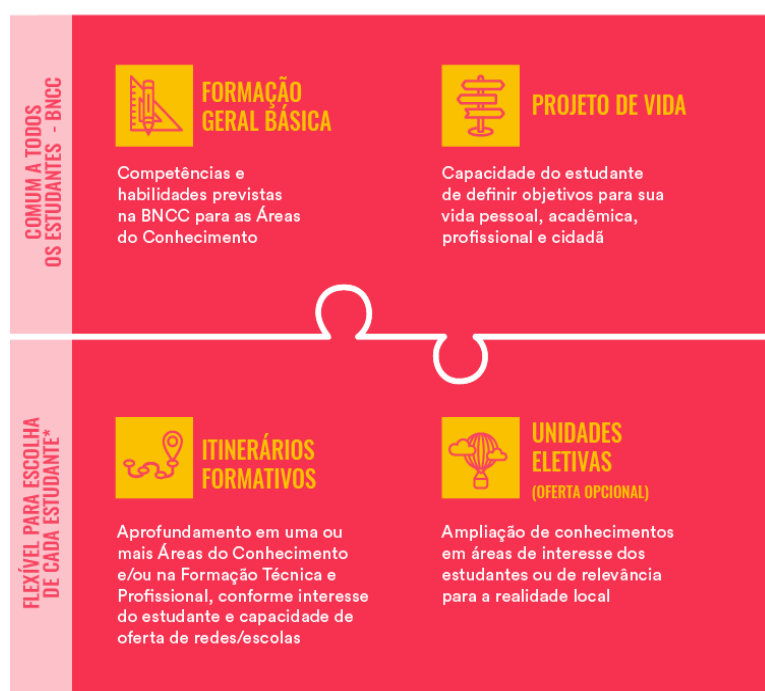 COMUM A TODOS
OS ESTUDANTES - BNCC
FORMAÇÃO
GERAL BÁSICA
Competências e
habilidades previstas
na BNCC para as Áreas
do Conhecimento
PROJETO DE VIDA
Capacidade do estudante
de definir objetivos para sua
vida pessoal, acadêmica,
profissional e cidadã
FLEXÍVEL PARA ESCOLHA
DE CADA ESTUDANTE*
ITINERÁRIOS
FORMATIVOS
Aprofundamento em uma ou
mais Áreas do Conhecimento
e/ou na Formação Técnica e
Profissional, conforme interesse
do estudante e capacidade de
oferta de redes/escolas
UNIDADES
ELETIVAS
(OFERTA OPCIONAL)
Ampliação de conhecimentos
em áreas de interesse dos
estudantes ou de relevância
para a realidade local